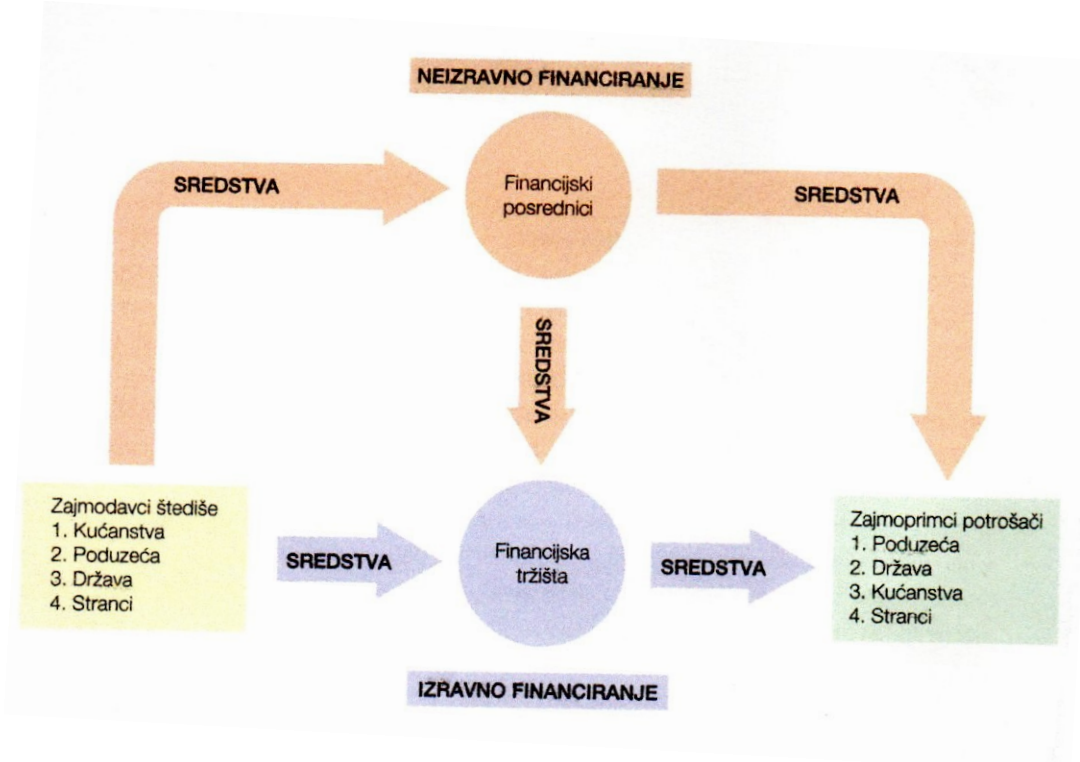 NEIZRAVNO FINANCIRANJE
SREDSTVA
Financijski
posrednici
SREDSTVA
SREDSTVA
Zajmodavci štediše
1. Kućanstva
2. Poduzeća
3. Država
4. Stranci
SREDSTVA
Financijska
tržišta
SREDSTVA
Zajmoprimci potrošači
1. Poduzeća
2. Država
3. Kućanstva
4. Stranci
IZRAVNO FINANCIRANJE